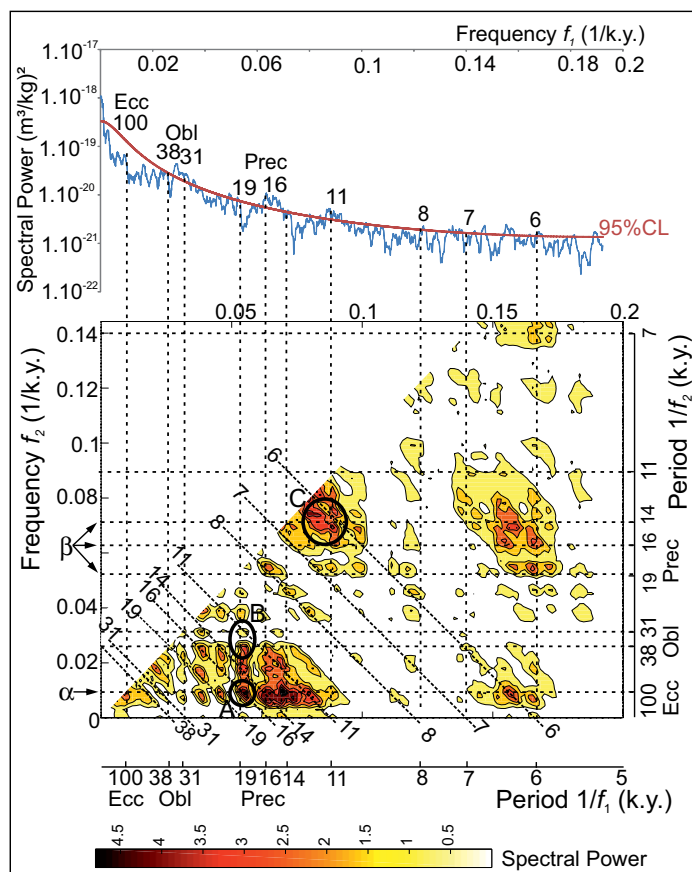 Frequency f₁ (1/k.y.)
0.02 0.06 0.1 0.14 0.18 0.2
Spectral Power (m³/kg)²
1.10⁻¹⁷
1.10⁻¹⁸
1.10⁻¹⁹
1.10⁻²⁰
1.10⁻²¹
1.10⁻²²
Ecc
100
Obl
38 31
Prec
19 16 11 8 7 6
95%CL
0.05 0.1 0.15 0.2
Frequency f₂ (1/k.y.)
0.14
0.12
0.1
0.08
0.06
0.04
0.02
0
β
α
C
B
A
31 19 16 14 11 8 7 6
38 31 19 16 14 11 8 7 6
7 11 14 16 19 31 38 100
Prec
Obl
Ecc
Period 1/f₂ (k.y.)
100 38 31 19 16 14 11 8 7 6 5
Ecc Obl Prec Period 1/f₁ (k.y.)
4.5 4 3.5 3 2.5 2 1.5 1 0.5
Spectral Power